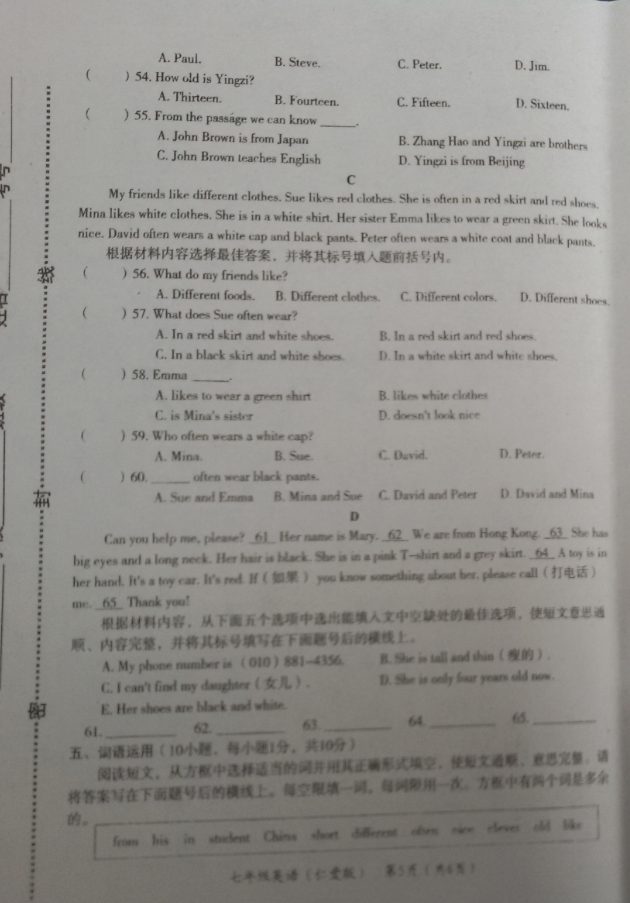 A. Paul. B. Steve. C. Peter. D. Jim.
( ) 54. How old is Yingzi?
A. Thirteen. B. Fourteen. C. Fifteen. D. Sixteen.
( ) 55. From the passage we can know ______.
A. John Brown is from Japan B. Zhang Hao and Yingzi are brothers
C. John Brown teaches English D. Yingzi is from Beijing
C
My friends like different clothes. Sue likes red clothes. She is often in a red skirt and red shoes.
Mina likes white clothes. She is in a white shirt. Her sister Emma likes to wear a green skirt. She looks
nice. David often wears a white cap and black pants. Peter often wears a white coat and black pants.
根据材料内容选择最佳答案，并将其标号填入题前括号内。
( ) 56. What do my friends like?
A. Different foods. B. Different clothes. C. Different colors. D. Different shoes.
( ) 57. What does Sue often wear?
A. In a red skirt and white shoes. B. In a red skirt and red shoes.
C. In a black skirt and white shoes. D. In a white skirt and white shoes.
( ) 58. Emma ______.
A. likes to wear a green shirt B. likes white clothes
C. is Mina's sister D. doesn't look nice
( ) 59. Who often wears a white cap?
A. Mina. B. Sue. C. David. D. Peter.
( ) 60. ______ often wear black pants.
A. Sue and Emma B. Mina and Sue C. David and Peter D. David and Mina
D
Can you help me, please? 61 Her name is Mary. 62 We are from Hong Kong. 63 She has
big eyes and a long neck. Her hair is black. She is in a pink T-shirt and a grey skirt. 64 A toy is in
her hand. It's a toy car. It's red. If (如果) you know something about her, please call (打电话)
me. 65 Thank you!
根据材料内容，从下面五个选项中选出能填入文中空缺处的最佳选项，使短文意思通
顺、内容完整，并将其标号填写在下面题号后的横线上。
A. My phone number is (010) 881-4356. B. She is tall and thin (瘦的).
C. I can't find my daughter (女儿). D. She is only four years old now.
E. Her shoes are black and white.
61. ______ 62. ______ 63. ______ 64. ______ 65. ______
五、词语运用（10小题，每小题1分，共10分）
阅读短文，从方框中选择适当的词并用其正确形式填空，使短文通顺、意思完整。请
将答案写在下面题号后的横线上。每空限填一词，每词限用一次。方框中有两个词是多余
的。
from his in student China short different often nice clever old like
七年级英语（仁爱版） 第5页（共6页）
线
封
密